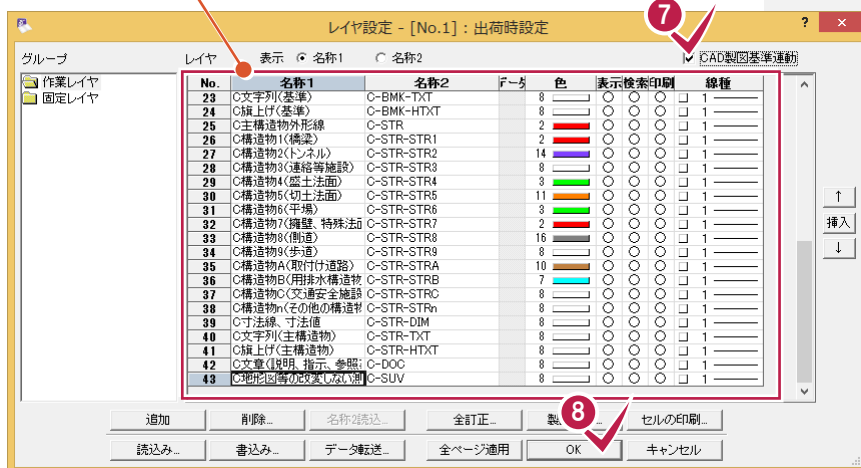 レイヤ設定 - [No.1] : 出荷時設定
7
? ×
グループ レイヤ 表示 名称1 名称2 CAD製図基準連動
作業レイヤ
固定レイヤ
No. 名称1 名称2 データ 色 表示 検索 印刷 線種
23 C文字列(基準) C-BMK-TXT 8 1
24 C旗上げ(基準) C-BMK-HTXT 8 1
25 C主構造物外形線 C-STR 2 1
26 C構造物1(橋梁) C-STR-STR1 2 1
27 C構造物2(トンネル) C-STR-STR2 14 1
28 C構造物3(連絡等施設) C-STR-STR3 8 1
29 C構造物4(盛土法面) C-STR-STR4 3 1
30 C構造物5(切土法面) C-STR-STR5 11 1
31 C構造物6(平場) C-STR-STR6 3 1
32 C構造物7(擁壁、特殊法面 C-STR-STR7 2 1
33 C構造物8(側道) C-STR-STR8 16 1
34 C構造物9(歩道) C-STR-STR9 8 1
35 C構造物A(取付け道路) C-STR-STRA 10 1
36 C構造物B(用排水構造物 C-STR-STRB 7 1
37 C構造物C(交通安全施設 C-STR-STRC 8 1
38 C構造物n(その他の構造物 C-STR-STRn 8 1
39 C寸法線、寸法値 C-STR-DIM 8 1
40 C文字列(主構造物) C-STR-TXT 8 1
41 C旗上げ(主構造物) C-STR-HTXT 8 1
42 C文章(説明、指示、参照 C-DOC 8 1
43 C地形図等の改変しない測 C-SUV 8 1
↑
挿入
↓
追加 削除... 名称2読込... 全訂正... 製 8 セルの印刷...
読込み... 書込み... データ転送... 全ページ適用 OK キャンセル